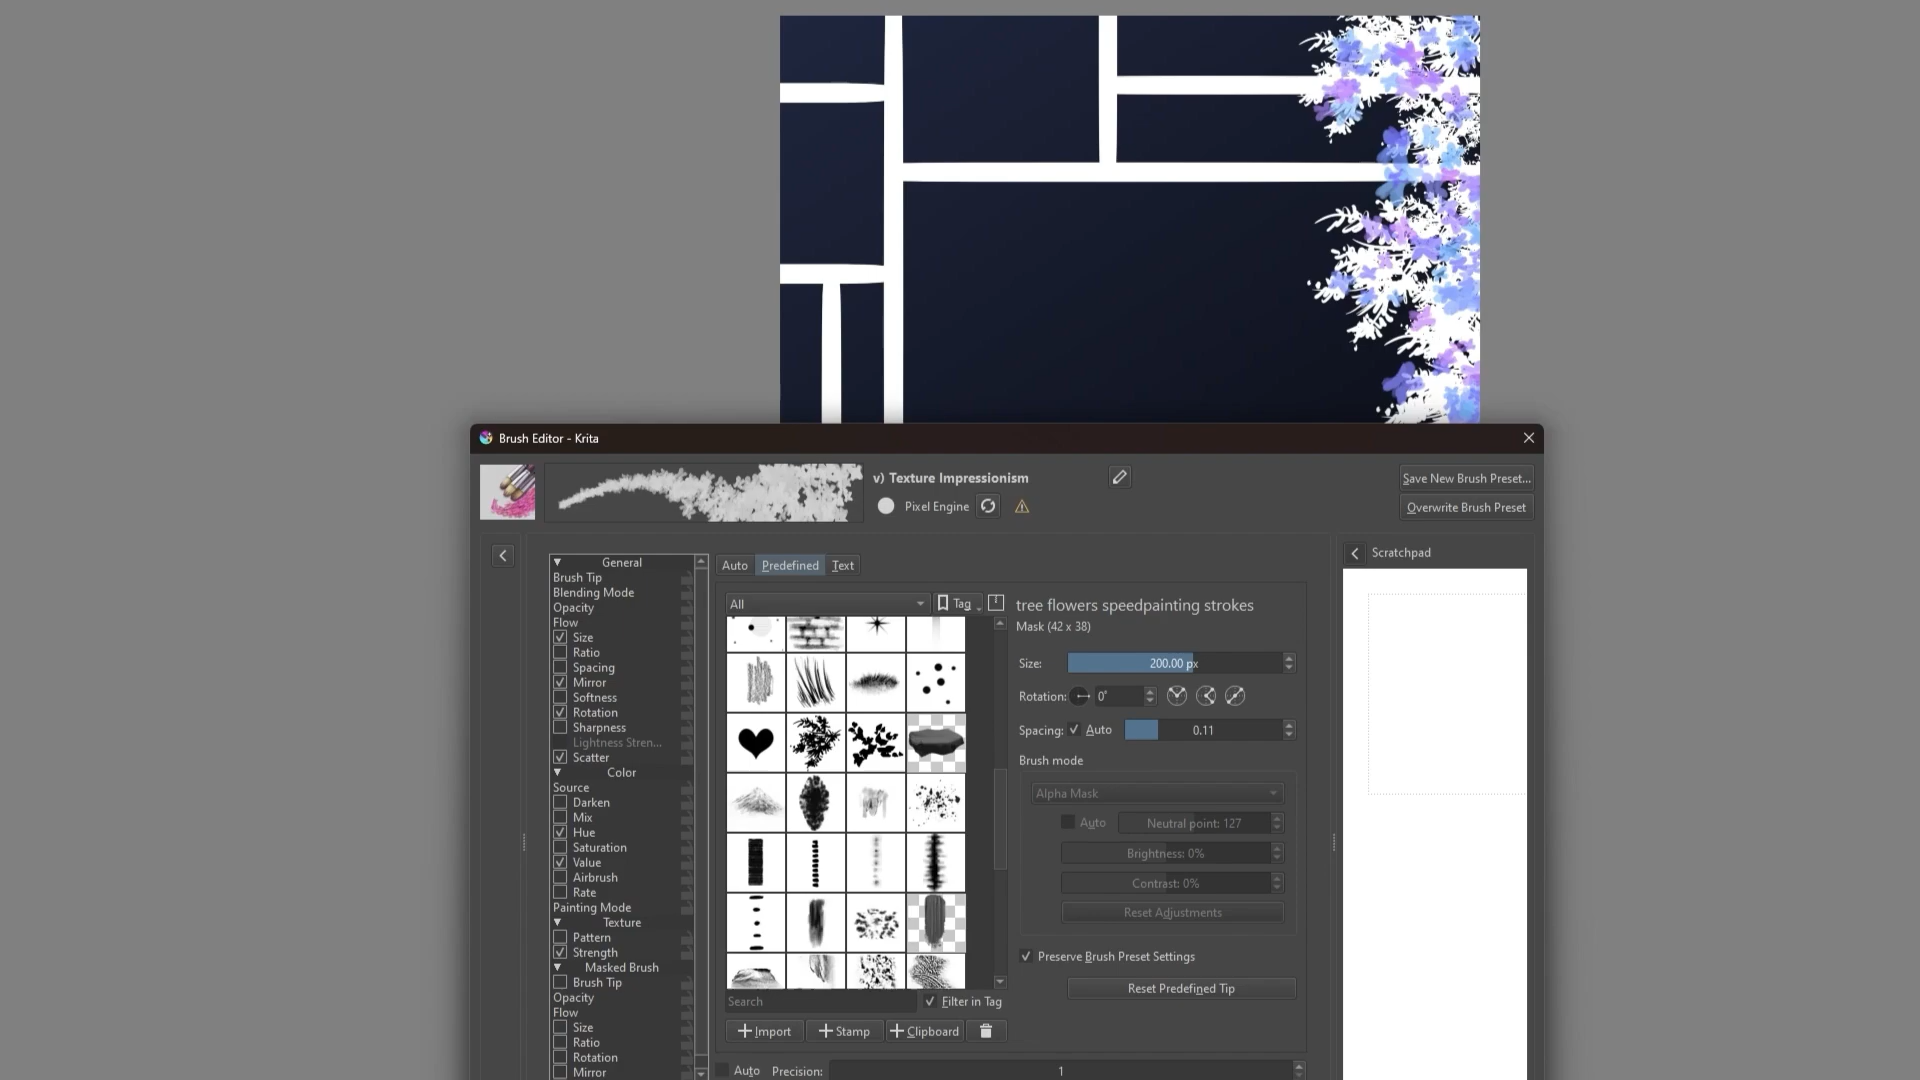 Brush Editor - Krita
v) Texture Impressionism
Pixel Engine
Save New Brush Preset...
Overwrite Brush Preset
General
Brush Tip
Blending Mode
Opacity
Flow
Size
Ratio
Spacing
Mirror
Softness
Rotation
Sharpness
Lightness Stren...
Scatter
Color
Source
Darken
Mix
Hue
Saturation
Value
Airbrush
Rate
Painting Mode
Texture
Pattern
Strength
Masked Brush
Brush Tip
Opacity
Flow
Size
Ratio
Rotation
Mirror
Auto Predefined Text
All Tag
Search Filter in Tag
Import Stamp Clipboard
Auto Precision: 1
tree flowers speedpainting strokes
Mask (42 x 38)
Size: 200.00 px
Rotation: 0°
Spacing: Auto 0.11
Brush mode
Alpha Mask
Auto Neutral point: 127
Brightness: 0%
Contrast: 0%
Reset Adjustments
Preserve Brush Preset Settings
Reset Predefined Tip
Scratchpad